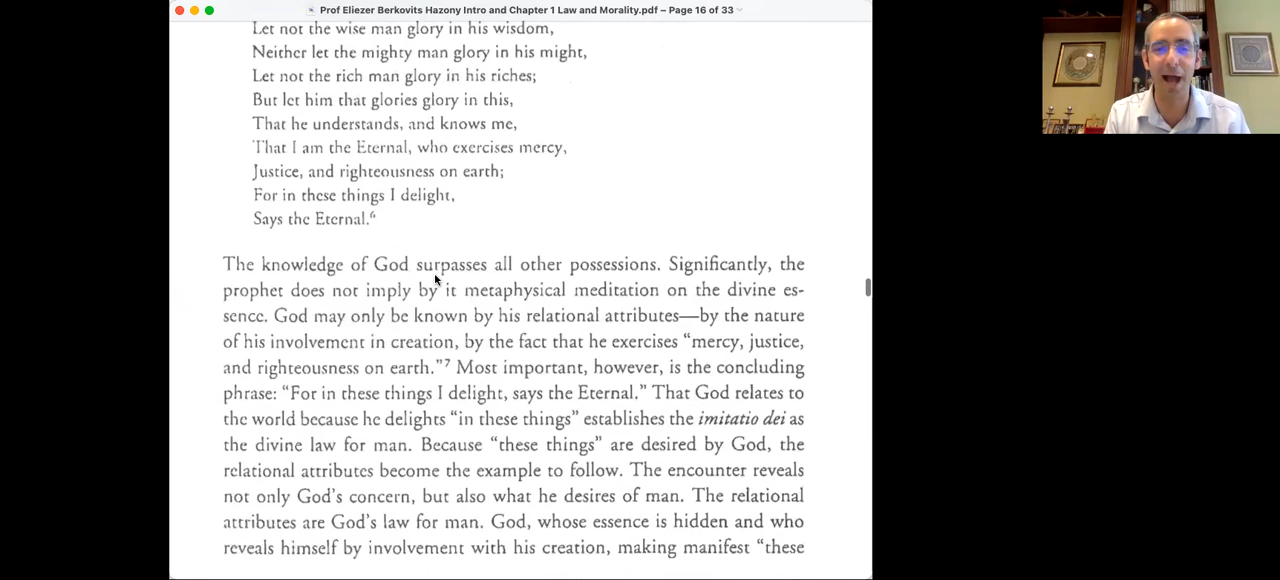 Prof Eliezer Berkovits Hazony Intro and Chapter 1 Law and Morality.pdf – Page 16 of 33
Let not the wise man glory in his wisdom,
Neither let the mighty man glory in his might,
Let not the rich man glory in his riches;
But let him that glories glory in this,
That he understands, and knows me,
That I am the Eternal, who exercises mercy,
Justice, and righteousness on earth;
For in these things I delight,
Says the Eternal.6
The knowledge of God surpasses all other possessions. Significantly, the
prophet does not imply by it metaphysical meditation on the divine es-
sence. God may only be known by his relational attributes—by the nature
of his involvement in creation, by the fact that he exercises “mercy, justice,
and righteousness on earth.”7 Most important, however, is the concluding
phrase: “For in these things I delight, says the Eternal.” That God relates to
the world because he delights “in these things” establishes the imitatio dei as
the divine law for man. Because “these things” are desired by God, the
relational attributes become the example to follow. The encounter reveals
not only God’s concern, but also what he desires of man. The relational
attributes are God’s law for man. God, whose essence is hidden and who
reveals himself by involvement with his creation, making manifest “these